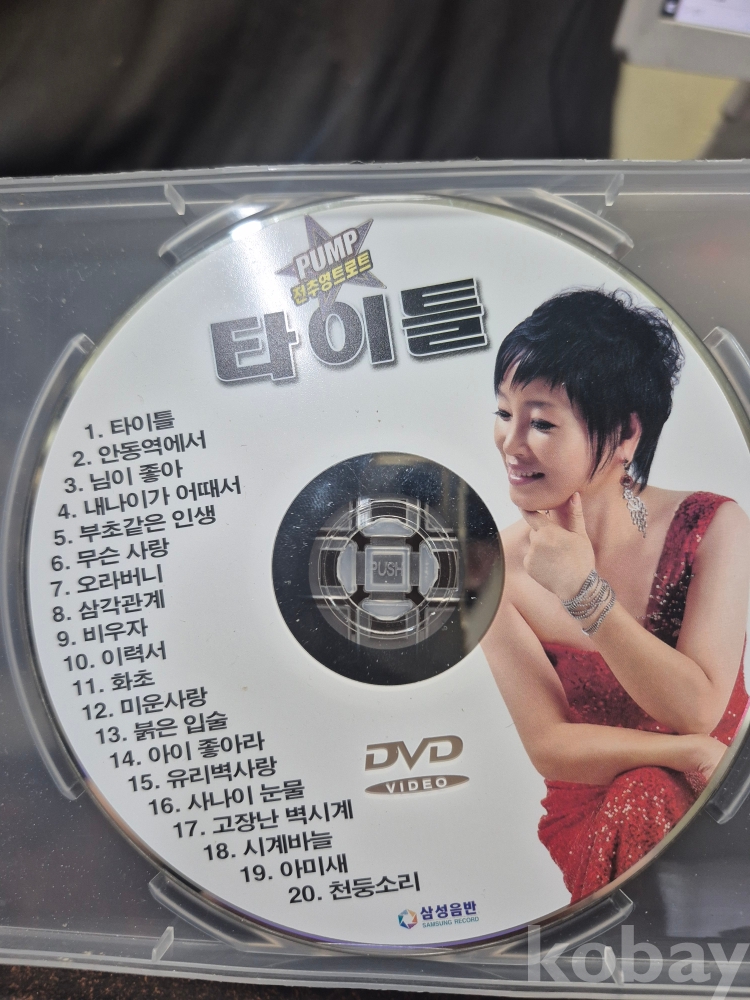 PUMP
전주영트로트
타이틀
1. 타이틀
2. 안동역에서
3. 님이 좋아
4. 내나이가 어때서
5. 부초같은 인생
6. 무슨 사랑
7. 오라버니
8. 삼각관계
9. 비우자
10. 이력서
11. 화초
12. 미운사랑
13. 붉은 입술
14. 아이 좋아라
15. 유리벽사랑
16. 사나이 눈물
17. 고장난 벽시계
18. 시계바늘
19. 아미새
20. 천둥소리
PUSH
DVD
VIDEO
삼성음반
SAMSUNG RECORD
kobay